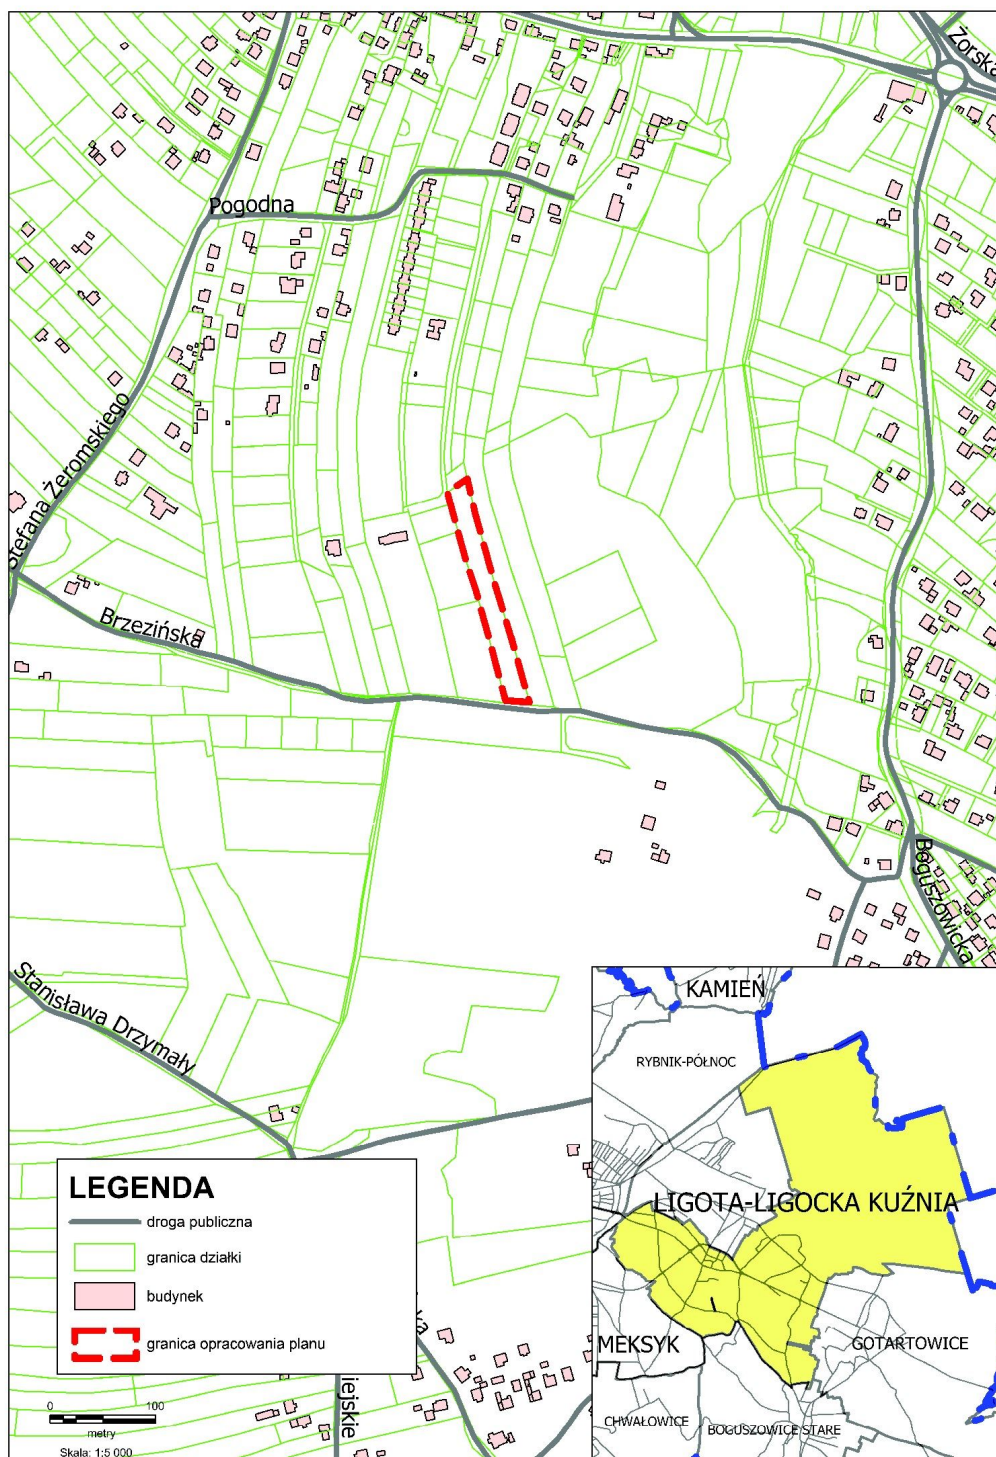 Żorska
Pogodna
Stefana Żeromskiego
Brzezińska
Boguszowicka
Stanisława Drzymały
KAMIEŃ
RYBNIK-PÓŁNOC
LIGOTA-LIGOCKA KUŹNIA
MEKSYK
GOTARTOWICE
CHWAŁOWICE
BOGUSZOWICE STARE
LEGENDA
droga publiczna
granica działki
budynek
granica opracowania planu
0 100
metry
Skala: 1:5 000